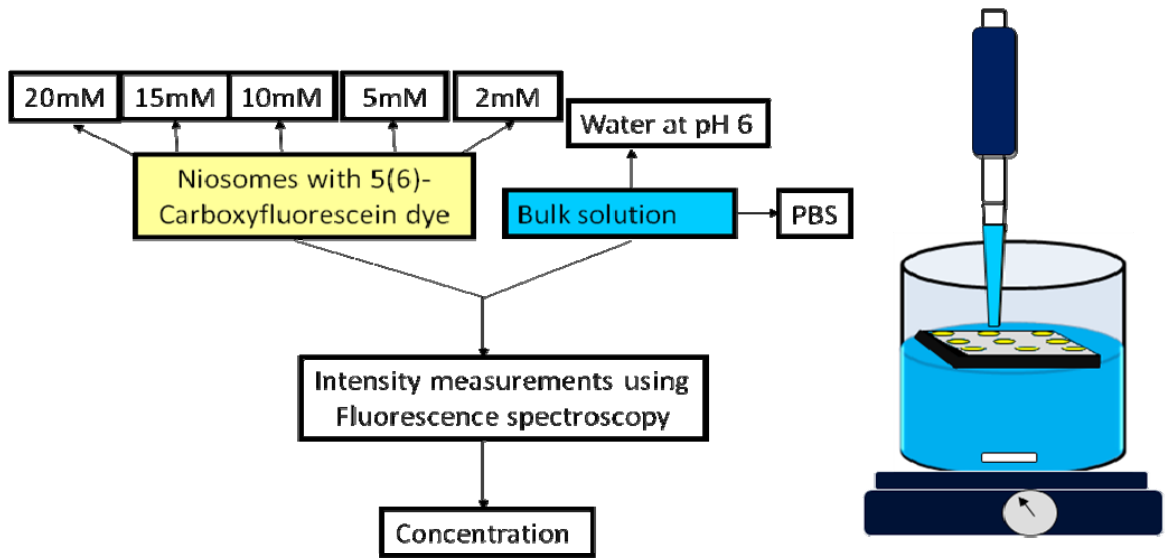 20mM
15mM
10mM
5mM
2mM
Water at pH 6
Niosomes with 5(6)-
Carboxyfluorescein dye
Bulk solution
PBS
Intensity measurements using
Fluorescence spectroscopy
Concentration